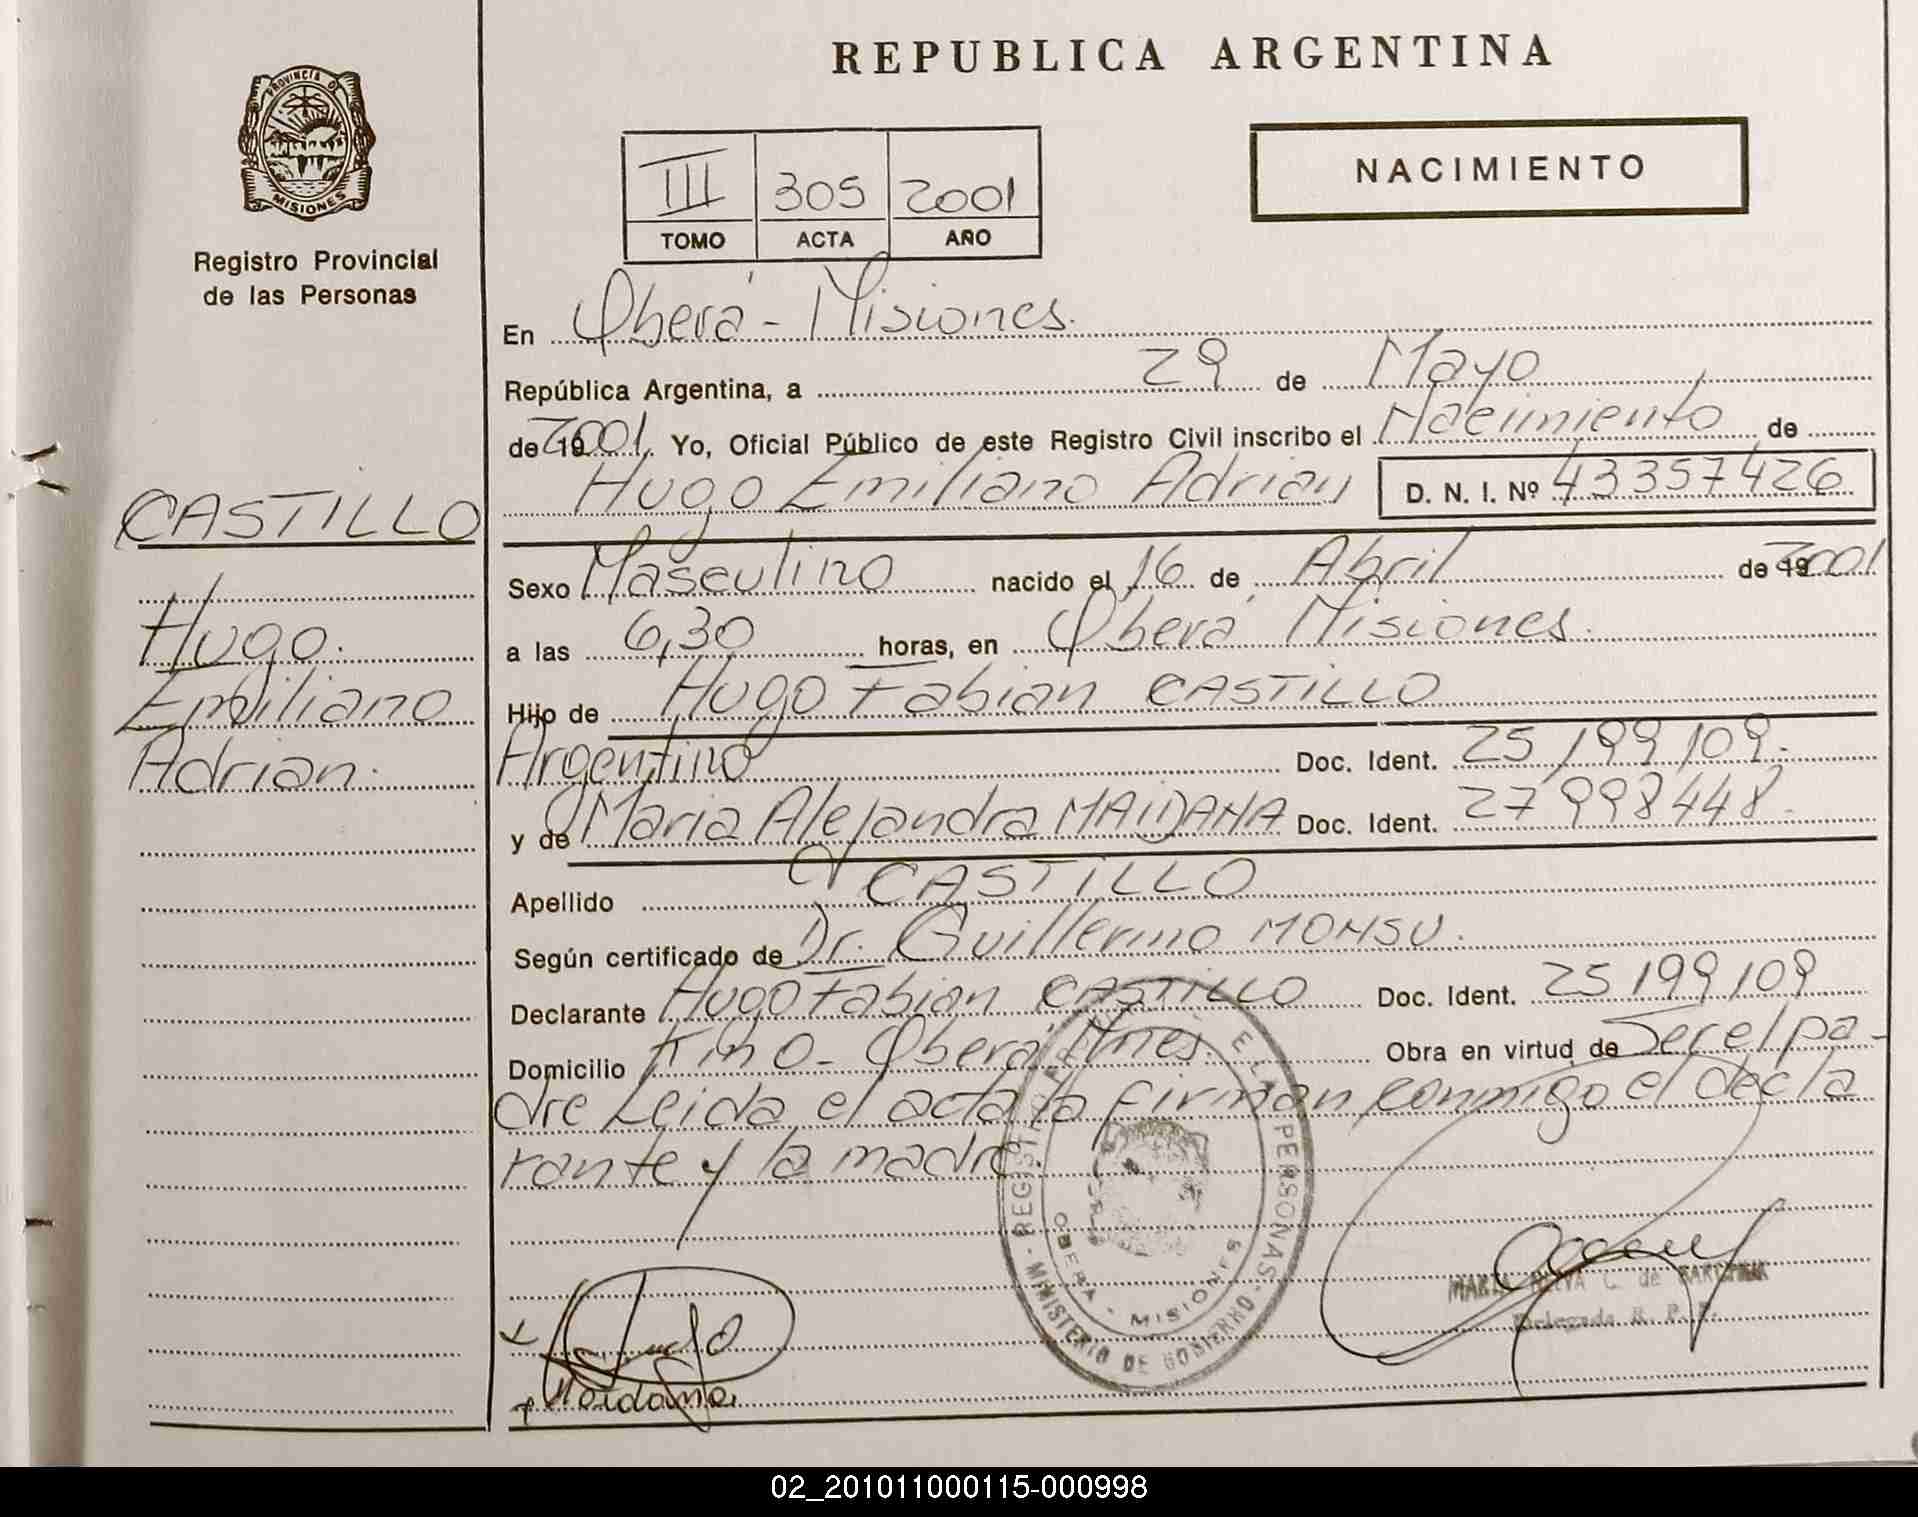 REPUBLICA ARGENTINA
PROVINCIA D
MISIONES
Registro Provincial
de las Personas
III 305 2001
TOMO ACTA AÑO
NACIMIENTO
En Oberá - Misiones.
República Argentina, a 29 de Mayo
de 19 2001. Yo, Oficial Público de este Registro Civil inscribo el Nacimiento de
Hugo Emiliano Adrian D. N. I. Nº 43357426
CASTILLO
Hugo.
Emiliano
Adrian.
Sexo Masculino nacido el 16 de Abril de 19 2001
a las 6,30 horas, en Oberá Misiones.
Hijo de Hugo Fabian CASTILLO
Argentino Doc. Ident. 25199109.
y de Maria Alejandra MAIDANA Doc. Ident. 27998448.
Apellido CASTILLO
Según certificado de Dr. Guillermo MONSU.
Declarante Hugo Fabian CASTILLO Doc. Ident. 25199109
Domicilio Km 0 - Oberá Mnes. Obra en virtud de Ser el pa-
dre Leida el acta la firman conmigo el decla
rante y la madre.
REGISTRO DE LAS PERSONAS - MINISTERIO DE GOBIERNO -
OBERA - MISIONES
MARIA C. de
Delegada R. P. P.
Maidana.
02_201011000115-000998